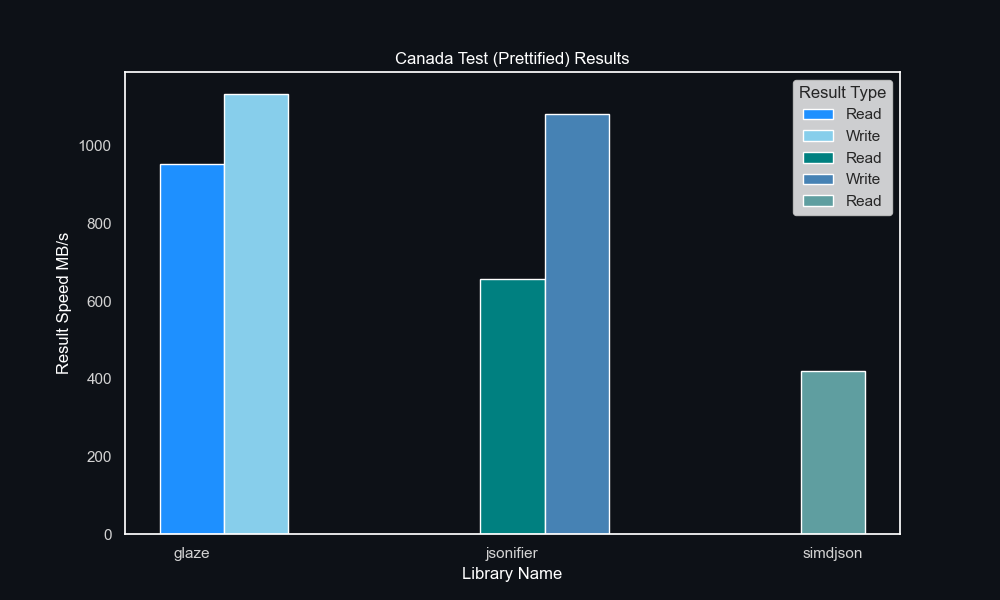 Canada Test (Prettified) Results
Result Speed MB/s
1000
800
600
400
200
0
Result Type
Read
Write
Read
Write
Read
glaze
jsonifier
simdjson
Library Name